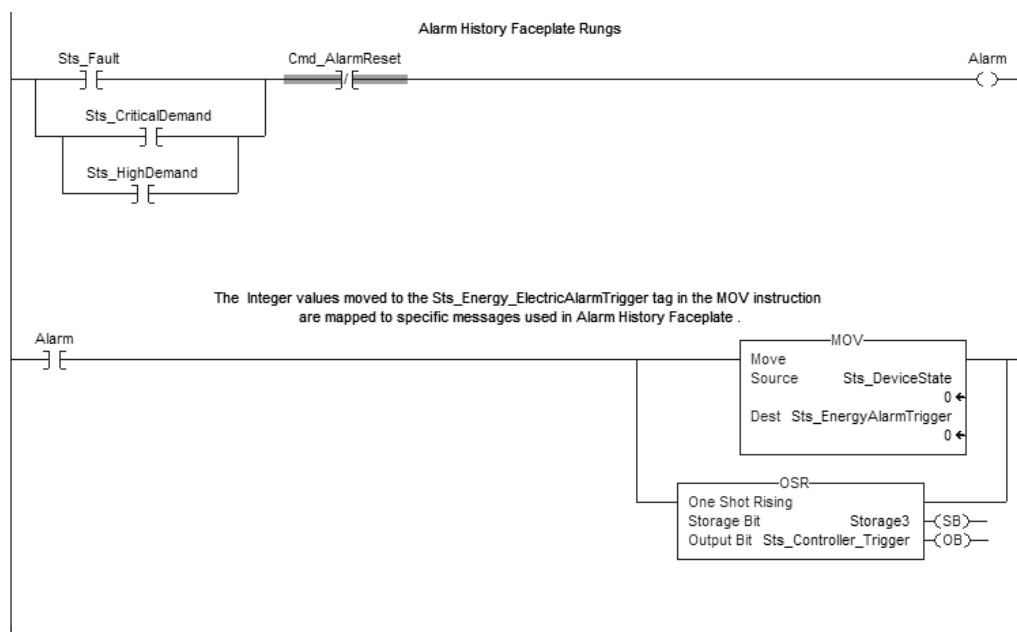 Alarm History Faceplate Rungs
Sts_Fault
Cmd_AlarmReset
Alarm
Sts_CriticalDemand
Sts_HighDemand
The Integer values moved to the Sts_Energy_ElectricAlarmTrigger tag in the MOV instruction
are mapped to specific messages used in Alarm History Faceplate .
Alarm
MOV
Move
Source Sts_DeviceState
0
Dest Sts_EnergyAlarmTrigger
0
OSR
One Shot Rising
Storage Bit Storage3 (SB)
Output Bit Sts_Controller_Trigger (OB)